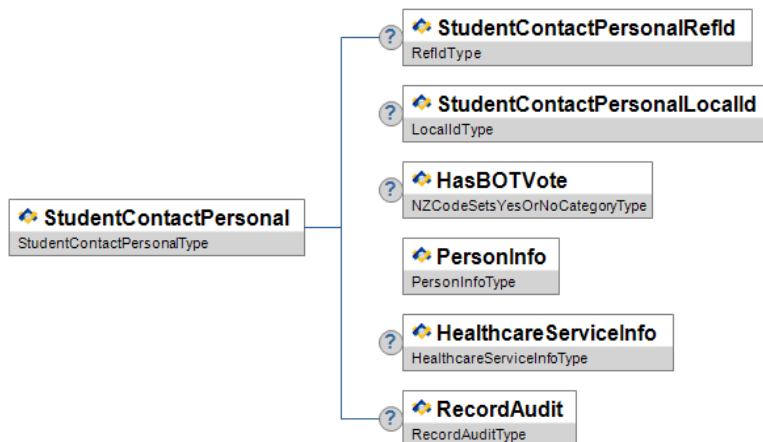 ?
StudentContactPersonalRefId
RefIdType
?
StudentContactPersonalLocalId
LocalIdType
?
HasBOTVote
NZCodeSetsYesOrNoCategoryType
StudentContactPersonal
StudentContactPersonalType
PersonInfo
PersonInfoType
?
HealthcareServiceInfo
HealthcareServiceInfoType
?
RecordAudit
RecordAuditType